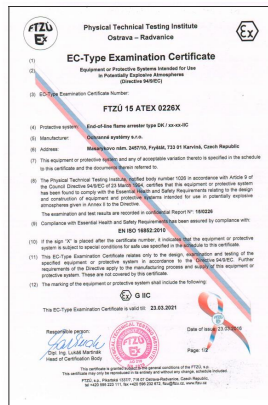 FTZÚ
Ex
Physical Technical Testing Institute
Ostrava – Radvanice
Ex
(1)
EC-Type Examination Certificate
(2)
Equipment or Protective Systems Intended for Use
in Potentially Explosive Atmospheres
(Directive 94/9/EC)
(3) EC-Type Examination Certificate Number:
FTZÚ 15 ATEX 0226X
(4) Protective system: End-of-line flame arrester type DK / xx-xx-IIC
(5) Manufacturer: Ochranné systémy s.r.o.
(6) Address: Masarykovo nám. 2457/10, Fryštát, 733 01 Karviná, Czech Republic
(7) This equipment or protective system and any of acceptable variation thereto is specified in the schedule
to this certificate and the documents therein referred to.
(8) The Physical Technical Testing Institute, notified body number 1026 in accordance with Article 9 of
the Council Directive 94/9/EC of 23 March 1994, certifies that this equipment or protective system
has been found to comply with the Essential Health and Safety Requirements relating to the design
and construction of equipment and protective systems intended for use in potentially explosive
atmospheres given in Annex II to the Directive.
The examination and test results are recorded in confidential Report N°: 15/0226
(9) Compliance with Essential Health and Safety Requirements has been assured by compliance with:
EN ISO 16852:2010
(10) If the sign "X" is placed after the certificate number, it indicates that the equipment or protective
system is subject to special conditions for safe use specified in the schedule to this certificate.
(11) This EC-Type Examination Certificate relates only to the design, examination and testing of the
specified equipment or protective system in accordance to the Directive 94/9/EC. Further
requirements of the Directive apply to the manufacturing process and supply of this equipment or
protective system. These are not covered by this certificate.
(12) The marking of the equipment or protective system shall include the following:
Ex G IIC
This EC-Type Examination Certificate is valid till: 23.03.2021
Responsible person:
Date of issue: 23.03.2016
Dipl. Ing. Lukáš Martinák
Head of Certification Body
Page: 1/2
This certificate is granted subject to the general conditions of the FTZÚ, s.p.
This certificate may only be reproduced in its entirety and without any change, schedule included.
FTZÚ, s.p., Pikartská 1337/7, 716 07 Ostrava-Radvanice, Czech Republic,